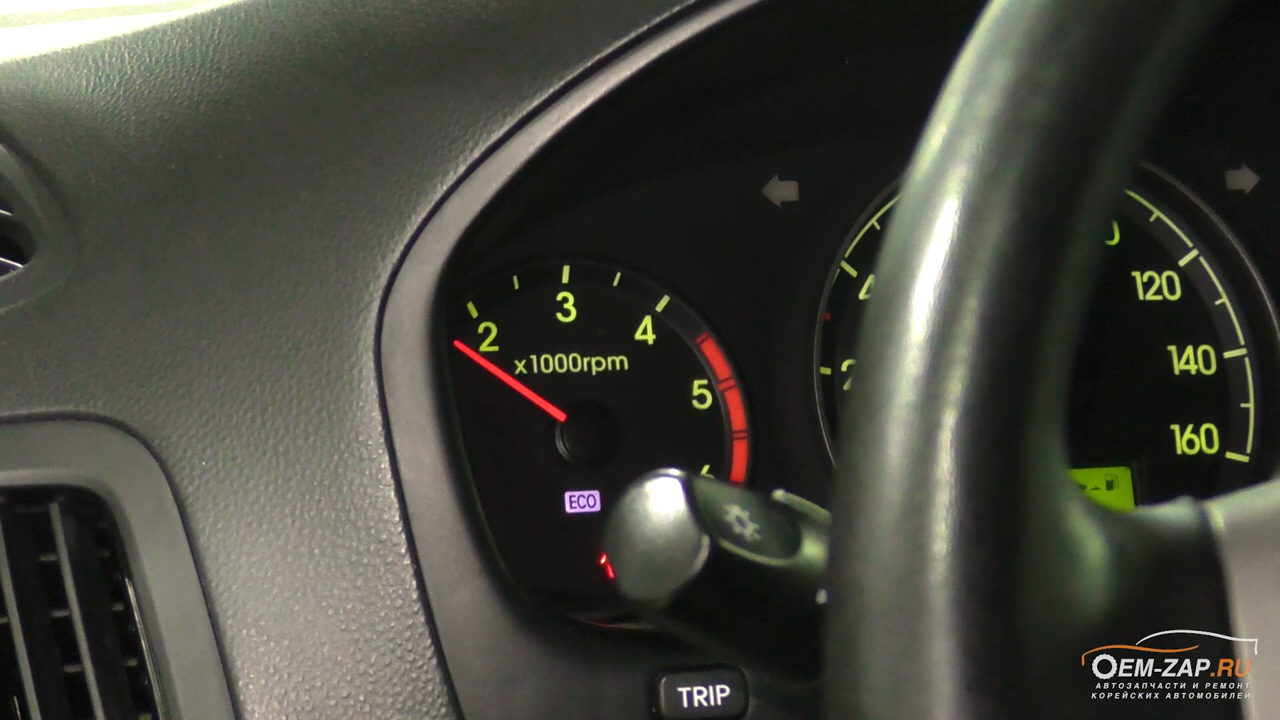 3
2
4
x1000rpm
5
ECO
120
140
160
TRIP
OEM-ZAP.RU
АВТОЗАПЧАСТИ И РЕМОНТ
КОРЕЙСКИХ АВТОМОБИЛЕЙ